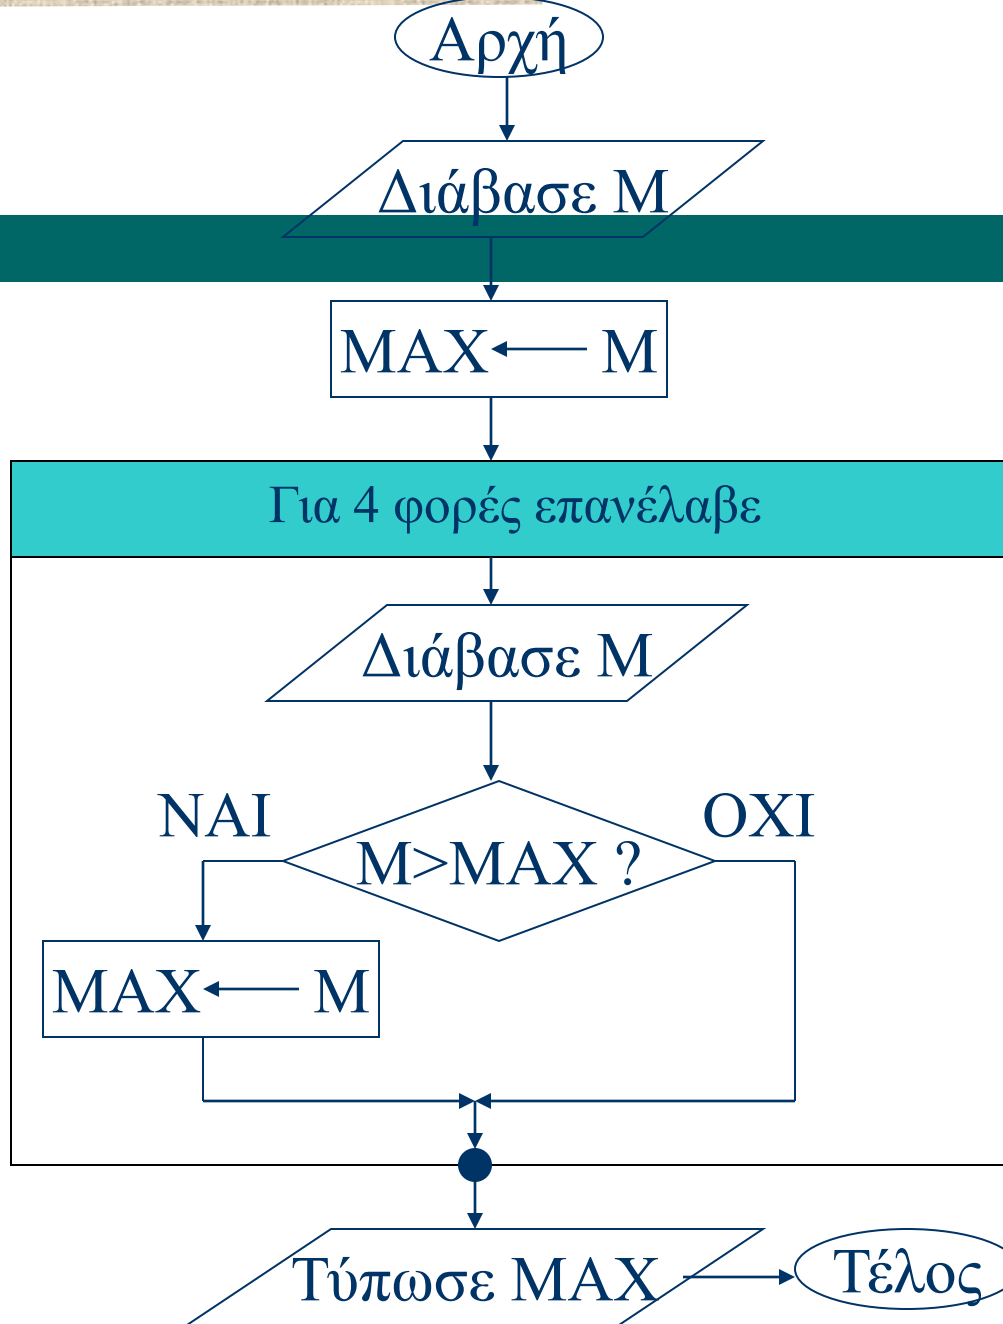 Αρχή
Διάβασε Μ
ΜΑΧ ← Μ
Για 4 φορές επανέλαβε
Διάβασε Μ
ΝΑΙ
ΟΧΙ
Μ>ΜΑΧ ?
ΜΑΧ ← Μ
Τύπωσε ΜΑΧ
Τέλος